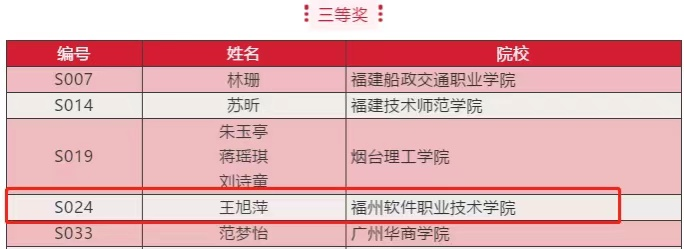 三等奖
编号 姓名 院校
S007 林珊 福建船政交通职业学院
S014 苏昕 福建技术师范学院
朱玉亭
S019 蒋瑶琪 烟台理工学院
刘诗童
S024 王旭萍 福州软件职业技术学院
S033 范梦怡 广州华商学院